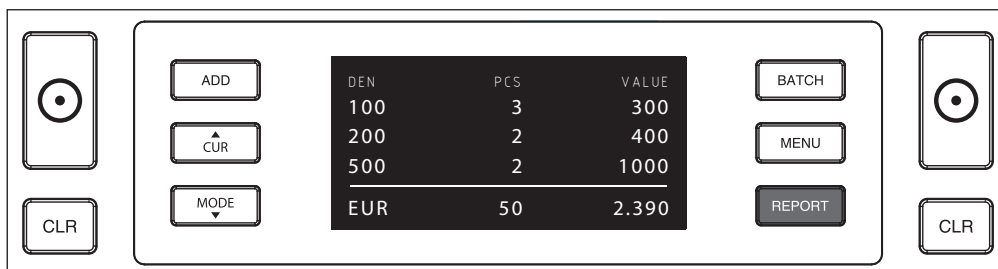 CLR
ADD
CUR
MODE
DEN PCS VALUE
100 3 300
200 2 400
500 2 1000
EUR 50 2.390
BATCH
MENU
REPORT
CLR